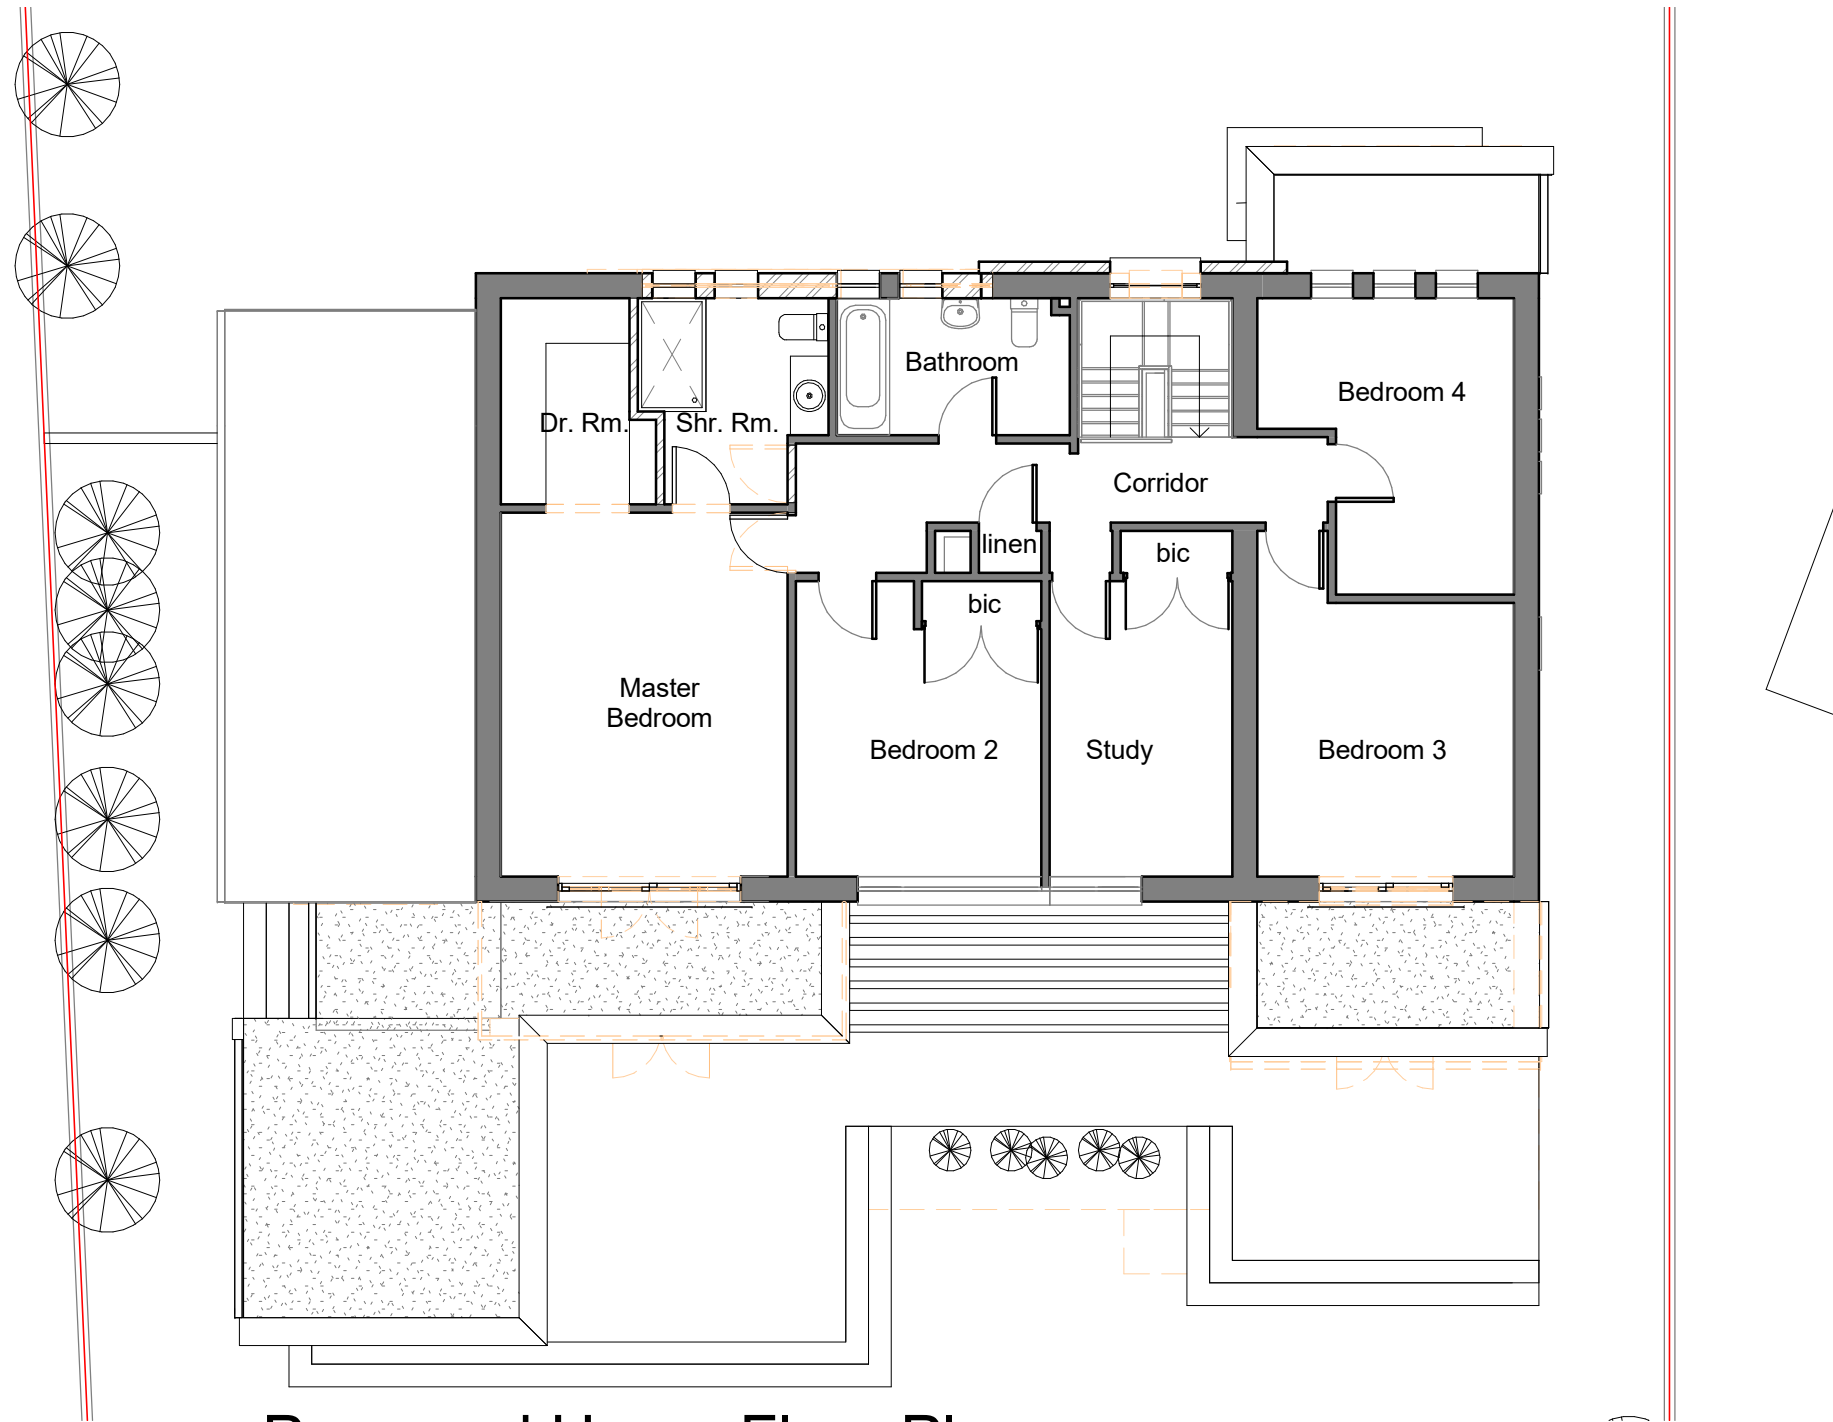 Bathroom
Bedroom 4
Dr. Rm.
Shr. Rm.
Corridor
linen
bic
bic
Master
Bedroom
Bedroom 2
Study
Bedroom 3